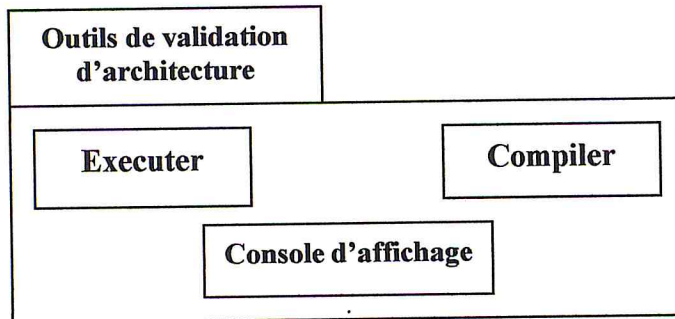 Outils de validation
d'architecture
Executer
Compiler
Console d'affichage